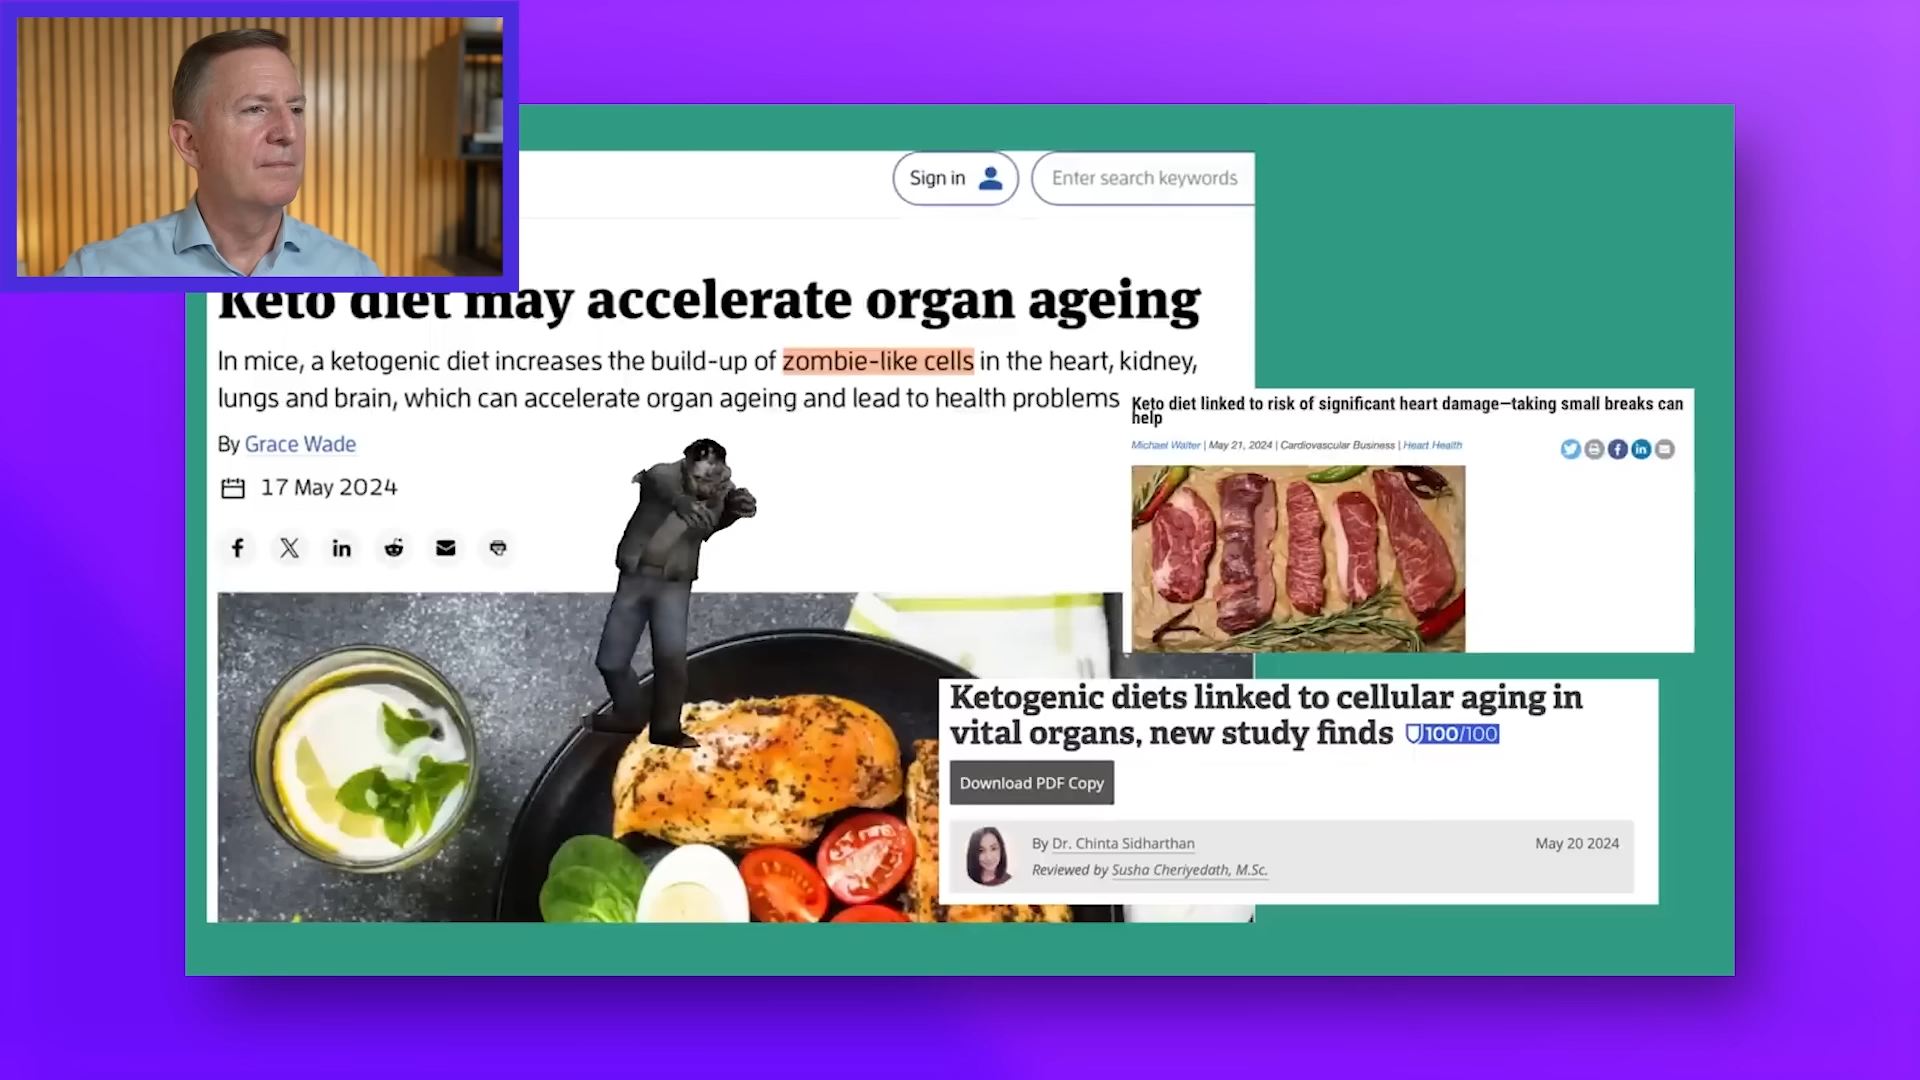 Sign in
Enter search keywords
Keto diet may accelerate organ ageing
In mice, a ketogenic diet increases the build-up of zombie-like cells in the heart, kidney,
lungs and brain, which can accelerate organ ageing and lead to health problems
By Grace Wade
17 May 2024
Keto diet linked to risk of significant heart damage—taking small breaks can
help
Michael Walter | May 21, 2024 | Cardiovascular Business | Heart Health
Ketogenic diets linked to cellular aging in
vital organs, new study finds 100/100
Download PDF Copy
By Dr. Chinta Sidharthan
May 20 2024
Reviewed by Susha Cheriyedath, M.Sc.